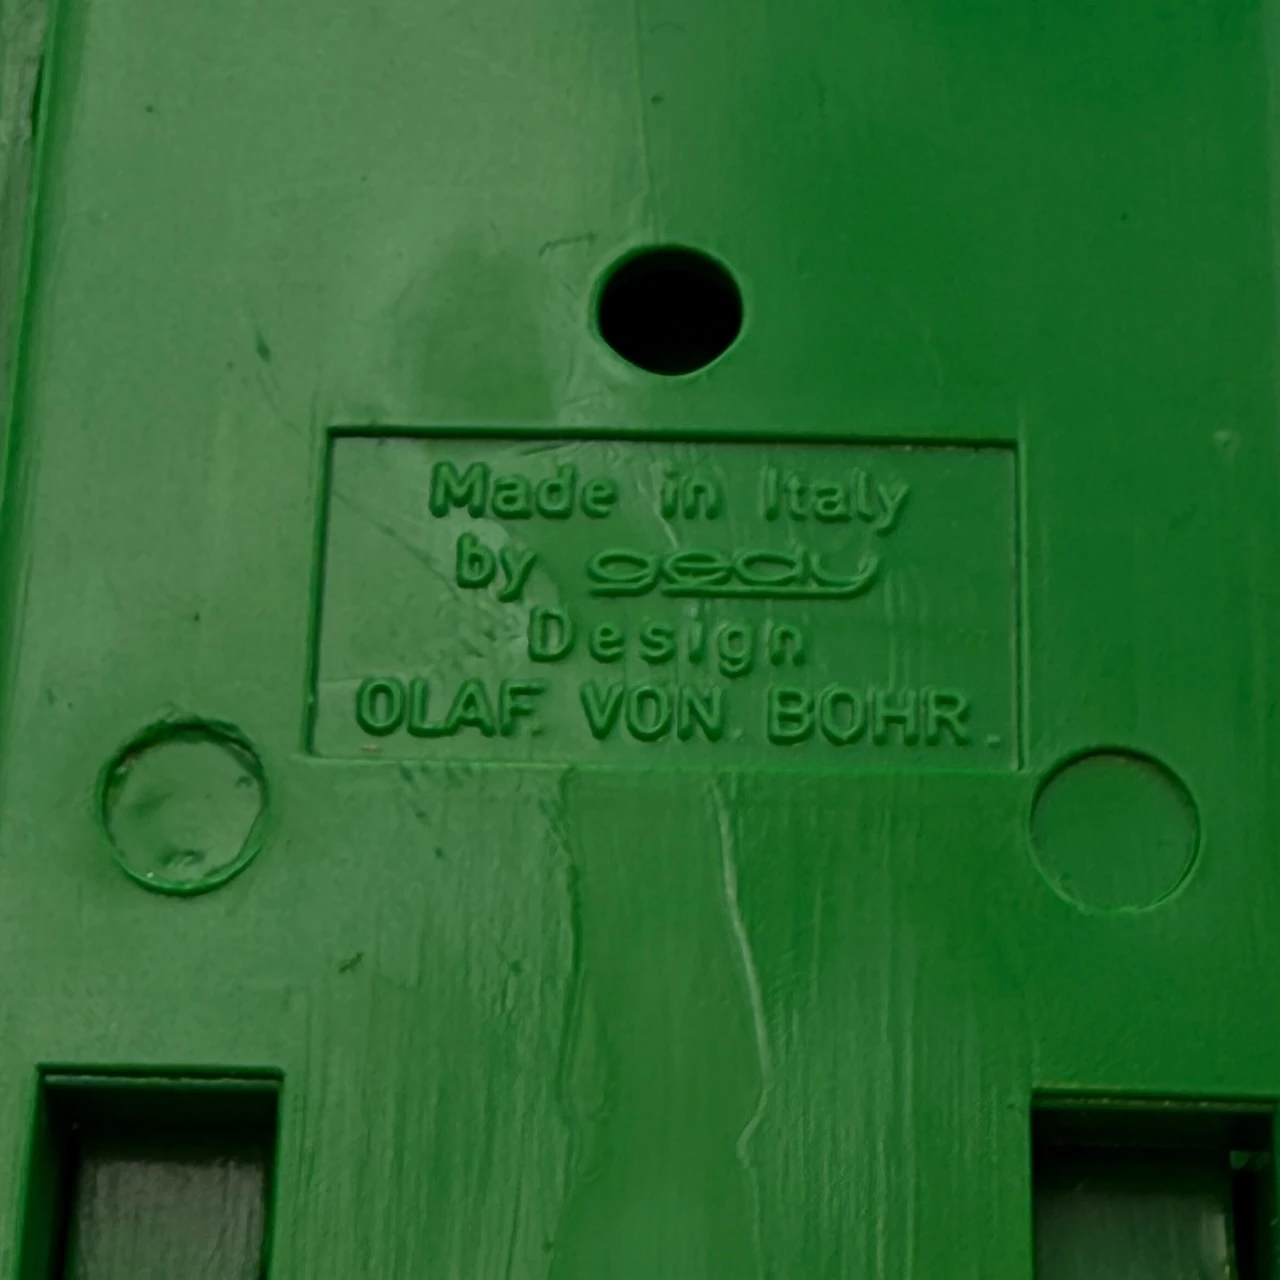 Made in Italy
by gedy
Design
OLAF. VON. BOHR.